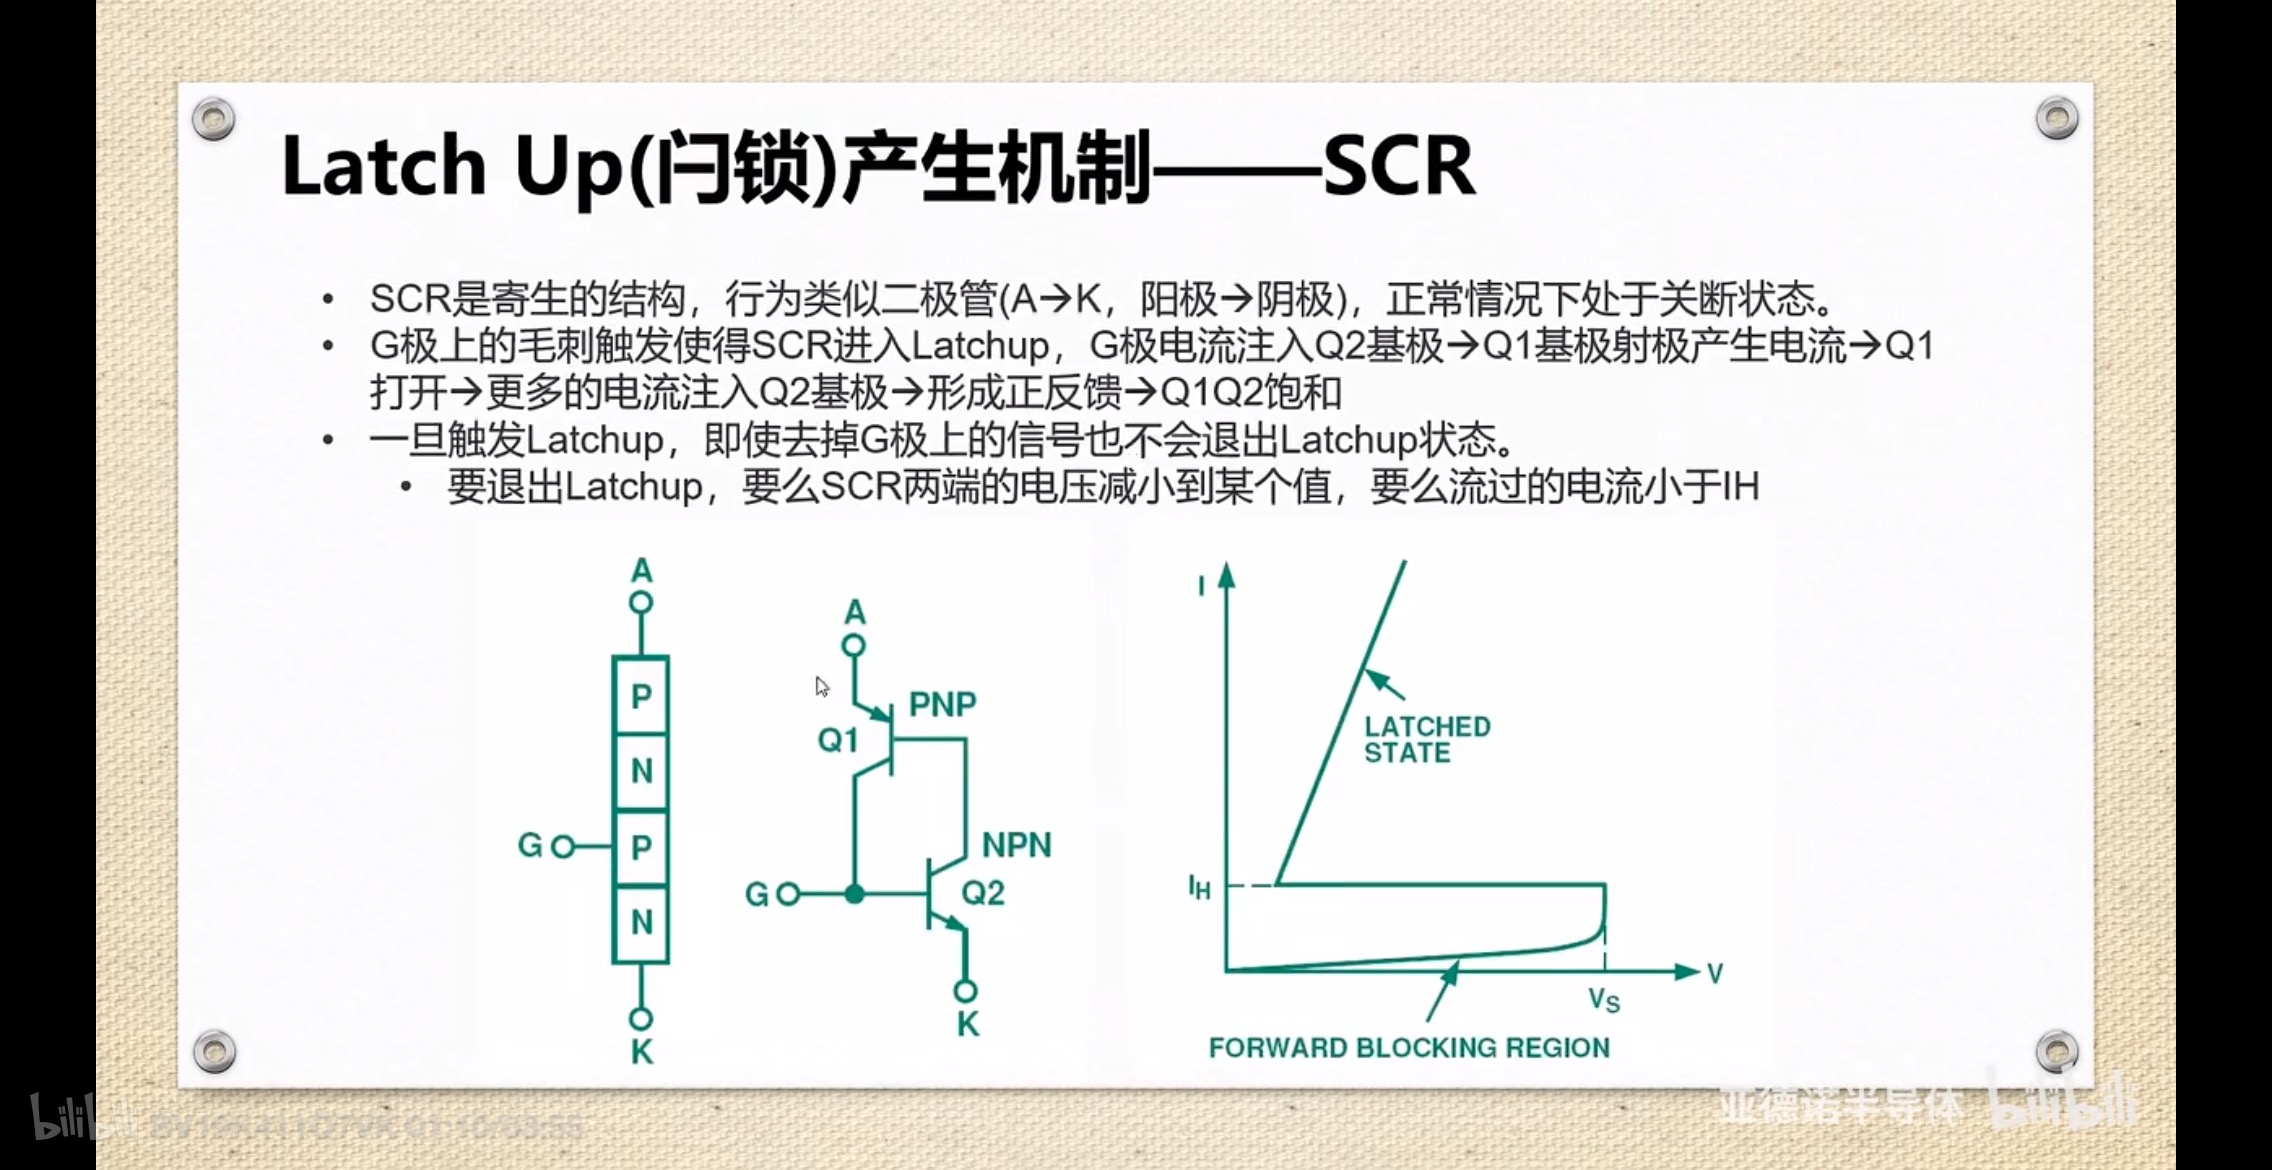 Latch Up(闩锁)产生机制——SCR
• SCR是寄生的结构，行为类似二极管(A→K，阳极→阴极)，正常情况下处于关断状态。
• G极上的毛刺触发使得SCR进入Latchup，G极电流注入Q2基极→Q1基极射极产生电流→Q1
打开→更多的电流注入Q2基极→形成正反馈→Q1Q2饱和
• 一旦触发Latchup，即使去掉G极上的信号也不会退出Latchup状态。
• 要退出Latchup，要么SCR两端的电压减小到某个值，要么流过的电流小于IH
A
P
N
G
P
N
K
A
PNP
Q1
NPN
G
Q2
K
I
LATCHED
STATE
IH
V
VS
FORWARD BLOCKING REGION
bilibili
亚德诺半导体 bilibili